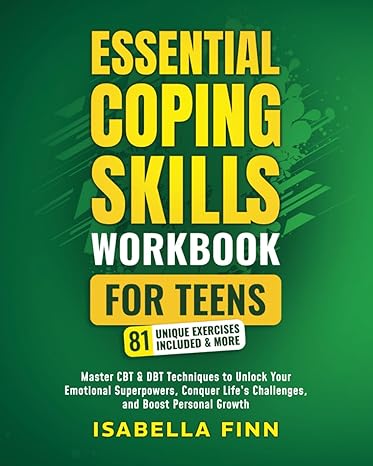 ESSENTIAL
COPING
SKILLS
WORKBOOK
FOR TEENS
81 UNIQUE EXERCISES
INCLUDED & MORE
Master CBT & DBT Techniques to Unlock Your
Emotional Superpowers, Conquer Life's Challenges,
and Boost Personal Growth
ISABELLA FINN